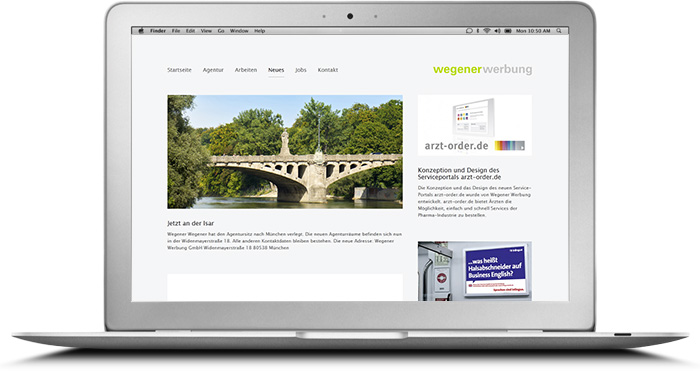 Finder File Edit View Go Window Help Mon 10:50 AM
Startseite Agentur Arbeiten Neues Jobs Kontakt
wegenerwerbung
Jetzt an der Isar
Wegener Wegener hat den Agentursitz nach München verlegt. Die neuen Agenturräume befinden sich nun
in der Widenmayerstraße 18. Alle anderen Kontaktdaten bleiben bestehen. Die neue Adresse: Wegener
Werbung GmbH Widenmayerstraße 18 80538 München
arzt-order.de
Konzeption und Design des
Serviceportals arzt-order.de
Die Konzeption und das Design des neuen Service-
Portals arzt-order.de wurde von Wegener Werbung
entwickelt. arzt-order.de bietet Ärzten die
Möglichkeit, einfach und schnell Services der
Pharma-Industrie zu bestellen.
...was heißt
Halsabschneider auf
Business English?